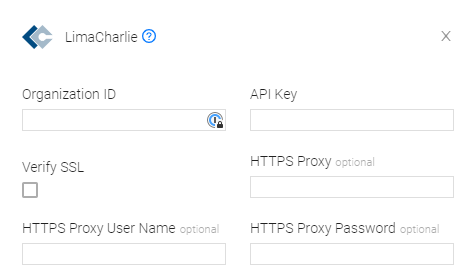 LimaCharlie ?
Organization ID API Key
Verify SSL HTTPS Proxy optional
HTTPS Proxy User Name optional HTTPS Proxy Password optional